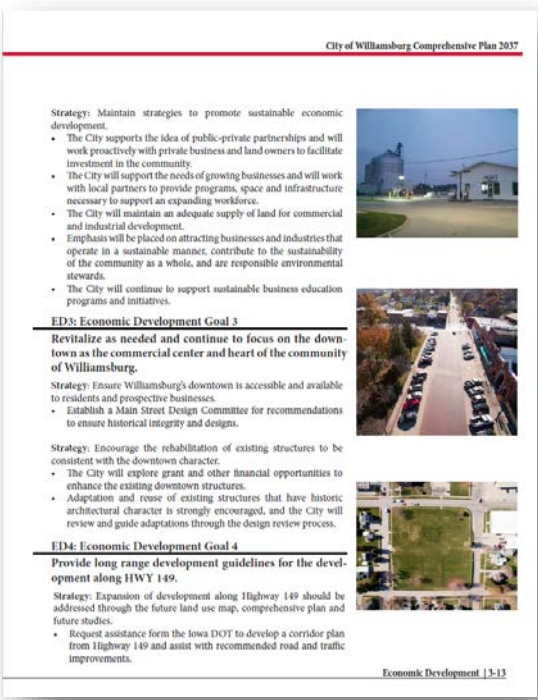 City of Williamsburg Comprehensive Plan 2037
Strategy: Maintain strategies to promote sustainable economic
development.
• The City supports the idea of public-private partnerships and will
work proactively with private business and land owners to facilitate
investment in the community.
• The City will support the needs of growing businesses and will work
with local partners to provide programs, space and infrastructure
necessary to support an expanding workforce.
• The City will maintain an adequate supply of land for commercial
and industrial development.
• Emphasis will be placed on attracting businesses and industries that
operate in a sustainable manner, contribute to the sustainability
of the community as a whole, and are responsible environmental
stewards.
• The City will continue to support sustainable business education
programs and initiatives.
ED3: Economic Development Goal 3
Revitalize as needed and continue to focus on the down-
town as the commercial center and heart of the community
of Williamsburg.
Strategy: Ensure Williamsburg's downtown is accessible and available
to residents and prospective businesses.
• Establish a Main Street Design Committee for recommendations
to ensure historical integrity and designs.
Strategy: Encourage the rehabilitation of existing structures to be
consistent with the downtown character.
• The City will explore grant and other financial opportunities to
enhance the existing downtown structures.
• Adaptation and reuse of existing structures that have historic
architectural character is strongly encouraged, and the City will
review and guide adaptations through the design review process.
ED4: Economic Development Goal 4
Provide long range development guidelines for the devel-
opment along HWY 149.
Strategy: Expansion of development along Highway 149 should be
addressed through the future land use map, comprehensive plan and
future studies.
• Request assistance form the Iowa DOT to develop a corridor plan
from Highway 149 and assist with recommended road and traffic
improvements.
Economic Development | 3-13